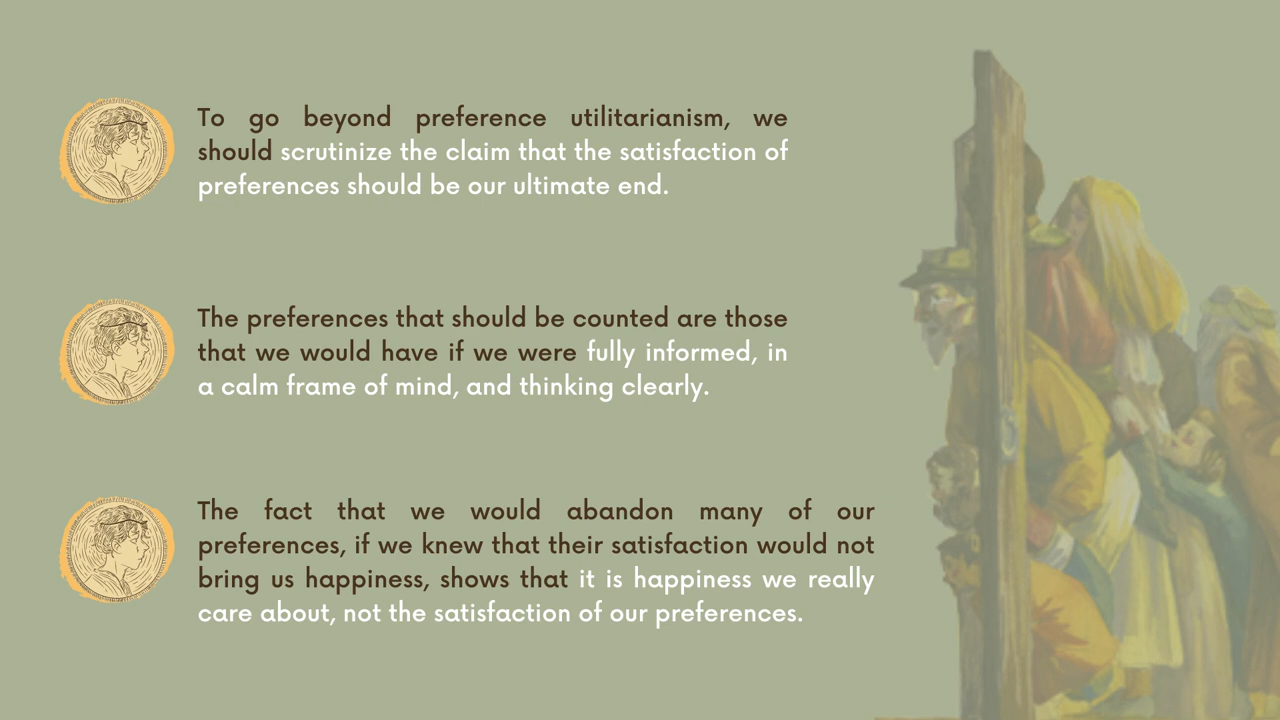 To go beyond preference utilitarianism, we
should scrutinize the claim that the satisfaction of
preferences should be our ultimate end.
The preferences that should be counted are those
that we would have if we were fully informed, in
a calm frame of mind, and thinking clearly.
The fact that we would abandon many of our
preferences, if we knew that their satisfaction would not
bring us happiness, shows that it is happiness we really
care about, not the satisfaction of our preferences.